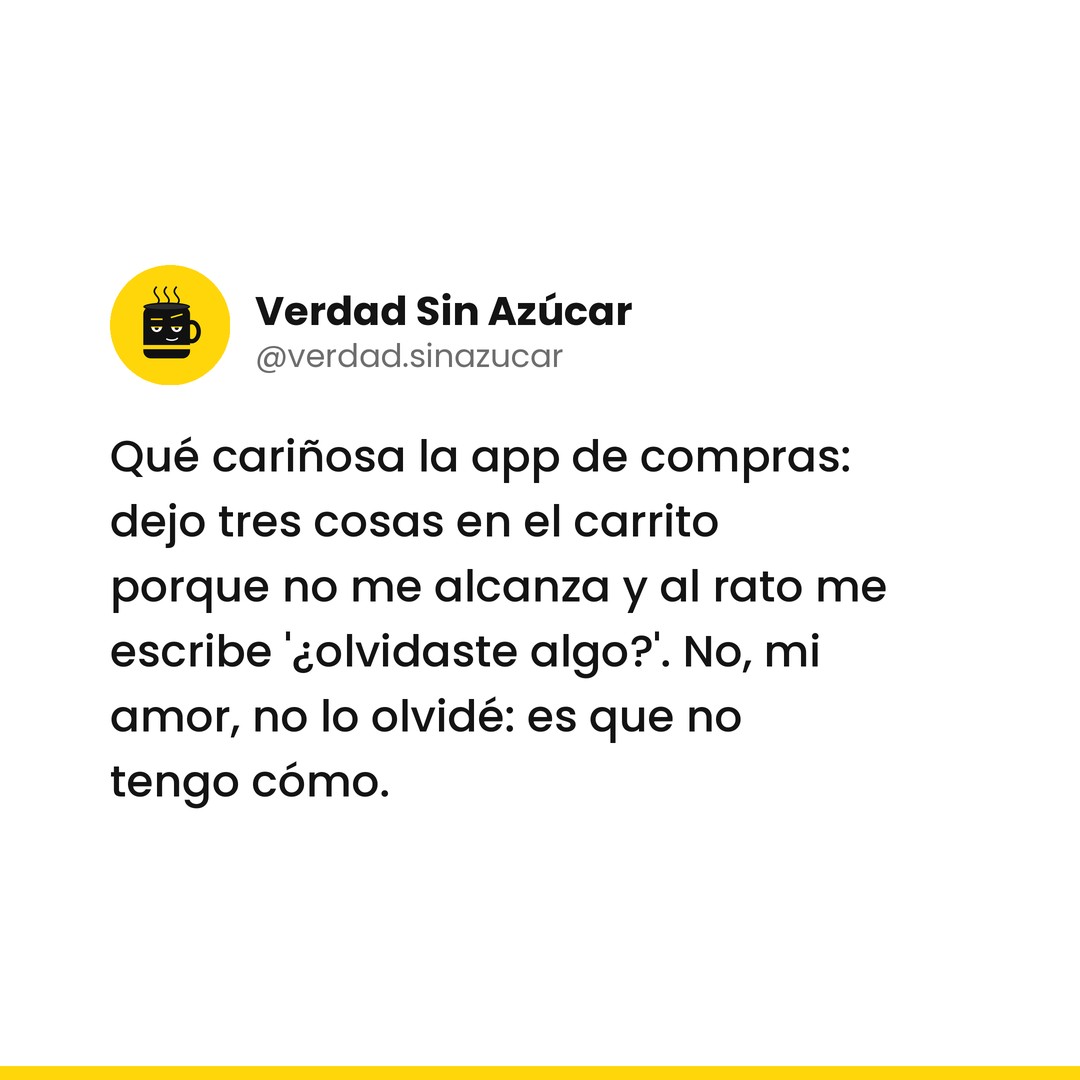 Verdad Sin Azúcar
@verdad.sinazucar
Qué cariñosa la app de compras:
dejo tres cosas en el carrito
porque no me alcanza y al rato me
escribe '¿olvidaste algo?'. No, mi
amor, no lo olvidé: es que no
tengo cómo.